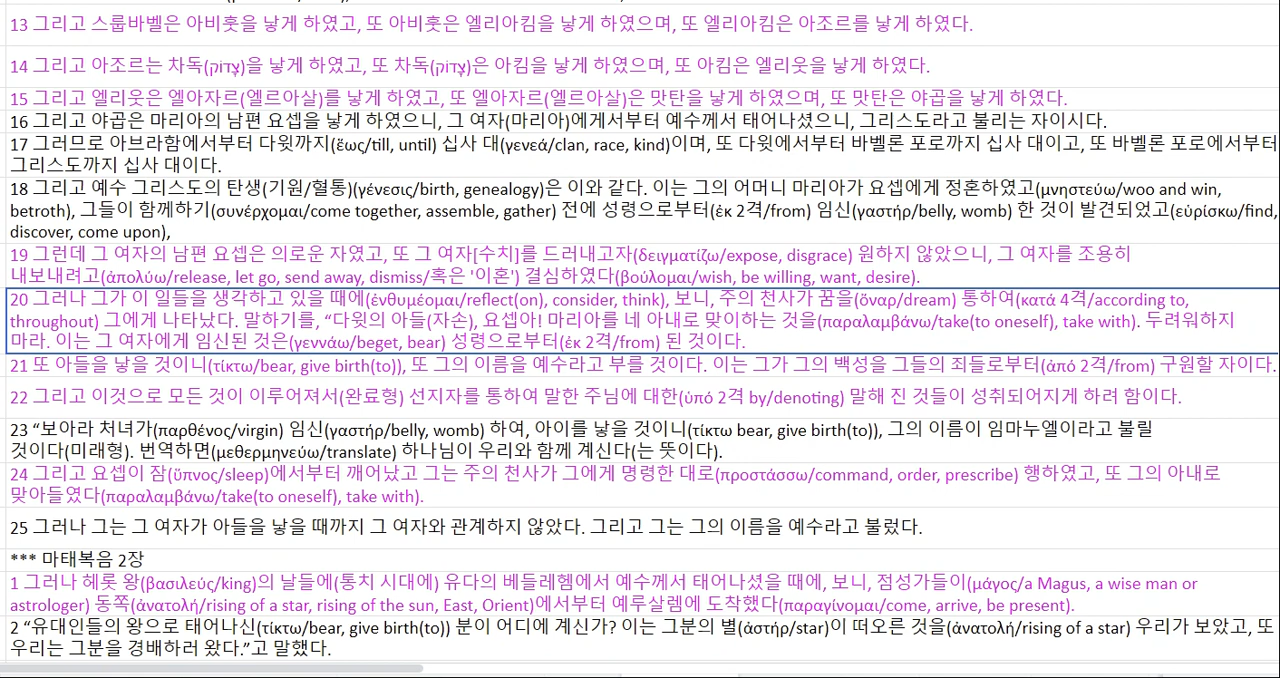 13 그리고 스룹바벨은 아비훗을 낳게 하였고, 또 아비훗은 엘리아킴을 낳게 하였으며, 또 엘리아킴은 아조르를 낳게 하였다.
14 그리고 아조르는 차독(צָדוֹק)을 낳게 하였고, 또 차독(צָדוֹק)은 아킴을 낳게 하였으며, 또 아킴은 엘리웃을 낳게 하였다.
15 그리고 엘리웃은 엘아자르(엘르아살)를 낳게 하였고, 또 엘아자르(엘르아살)은 맛탄을 낳게 하였으며, 또 맛탄은 야곱을 낳게 하였다.
16 그리고 야곱은 마리아의 남편 요셉을 낳게 하였으니, 그 여자(마리아)에게서부터 예수께서 태어나셨으니, 그리스도라고 불리는 자이시다.
17 그러므로 아브라함에서부터 다윗까지(ἕως/till, until) 십사 대(γενεά/clan, race, kind)이며, 또 다윗에서부터 바벨론 포로까지 십사 대이고, 또 바벨론 포로에서부터
그리스도까지 십사 대이다.
18 그리고 예수 그리스도의 탄생(기원/혈통)(γένεσις/birth, genealogy)은 이와 같다. 이는 그의 어머니 마리아가 요셉에게 정혼하였고(μνηστεύω/woo and win,
betroth), 그들이 함께하기(συνέρχομαι/come together, assemble, gather) 전에 성령으로부터(ἐκ 2격/from) 임신(γαστήρ/belly, womb) 한 것이 발견되었고(εὑρίσκω/find,
discover, come upon),
19 그런데 그 여자의 남편 요셉은 의로운 자였고, 또 그 여자[수치]를 드러내고자(δειγματίζω/expose, disgrace) 원하지 않았으니, 그 여자를 조용히
내보내려고(ἀπολύω/release, let go, send away, dismiss/혹은 '이혼') 결심하였다(βούλομαι/wish, be willing, want, desire).
20 그러나 그가 이 일들을 생각하고 있을 때에(ἐνθυμέομαι/reflect(on), consider, think), 보니, 주의 천사가 꿈을(ὄναρ/dream) 통하여(κατά 4격/according to,
throughout) 그에게 나타났다. 말하기를, “다윗의 아들(자손), 요셉아! 마리아를 네 아내로 맞이하는 것을(παραλαμβάνω/take(to oneself), take with). 두려워하지
마라. 이는 그 여자에게 임신된 것은(γεννάω/beget, bear) 성령으로부터(ἐκ 2격/from) 된 것이다.
21 또 아들을 낳을 것이니(τίκτω/bear, give birth(to)), 또 그의 이름을 예수라고 부를 것이다. 이는 그가 그의 백성을 그들의 죄들로부터(ἀπό 2격/from) 구원할 자이다.
22 그리고 이것으로 모든 것이 이루어져서(완료형) 선지자를 통하여 말한 주님에 대한(ὑπό 2격 by/denoting) 말해 진 것들이 성취되어지게 하려 함이다.
23 “보아라 처녀가(παρθένος/virgin) 임신(γαστήρ/belly, womb) 하여, 아이를 낳을 것이니(τίκτω bear, give birth(to)), 그의 이름이 임마누엘이라고 불릴
것이다(미래형). 번역하면(μεθερμηνεύω/translate) 하나님이 우리와 함께 계신다(는 뜻이다).
24 그리고 요셉이 잠(ὕπνος/sleep)에서부터 깨어났고 그는 주의 천사가 그에게 명령한 대로(προστάσσω/command, order, prescribe) 행하였고, 또 그의 아내로
맞아들였다(παραλαμβάνω/take(to oneself), take with).
25 그러나 그는 그 여자가 아들을 낳을 때까지 그 여자와 관계하지 않았다. 그리고 그는 그의 이름을 예수라고 불렀다.
*** 마태복음 2장
1 그러나 헤롯 왕(βασιλεύς/king)의 날들에(통치 시대에) 유다의 베들레헴에서 예수께서 태어나셨을 때에, 보니, 점성가들이(μάγος/a Magus, a wise man or
astrologer) 동쪽(ἀνατολή/rising of a star, rising of the sun, East, Orient)에서부터 예루살렘에 도착했다(παραγίνομαι/come, arrive, be present).
2 “유대인들의 왕으로 태어나신(τίκτω/bear, give birth(to)) 분이 어디에 계신가? 이는 그분의 별(ἀστήρ/star)이 떠오른 것을(ἀνατολή/rising of a star) 우리가 보았고, 또
우리는 그분을 경배하러 왔다.”고 말했다.